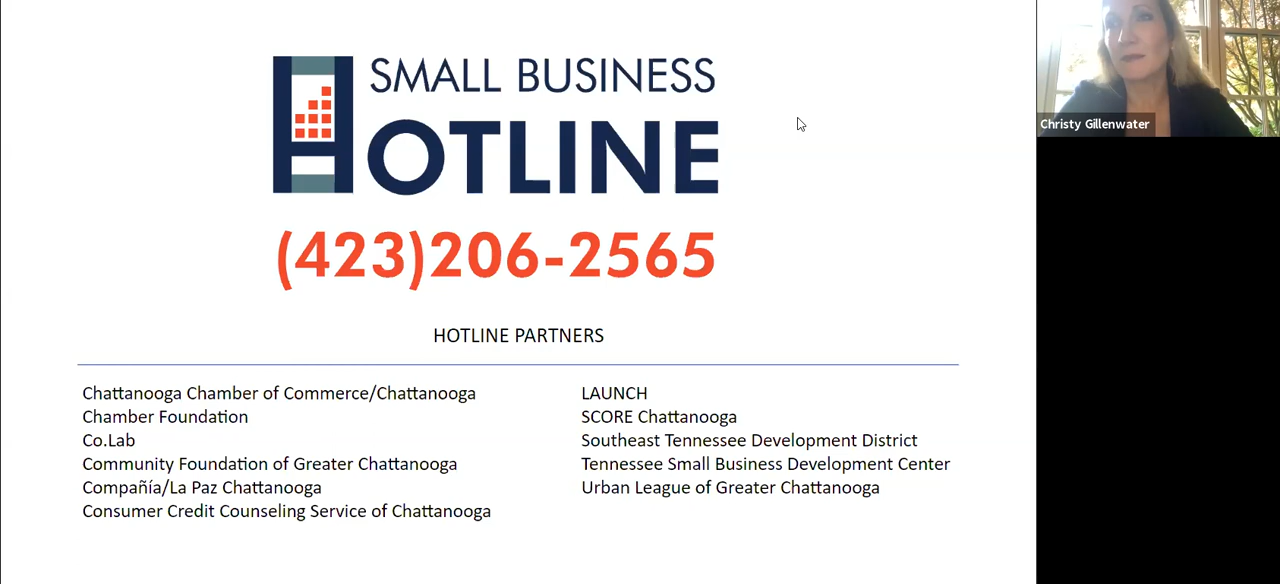 SMALL BUSINESS
HOTLINE
(423)206-2565
HOTLINE PARTNERS
Chattanooga Chamber of Commerce/Chattanooga
Chamber Foundation
Co.Lab
Community Foundation of Greater Chattanooga
Compañía/La Paz Chattanooga
Consumer Credit Counseling Service of Chattanooga
LAUNCH
SCORE Chattanooga
Southeast Tennessee Development District
Tennessee Small Business Development Center
Urban League of Greater Chattanooga
Christy Gillenwater